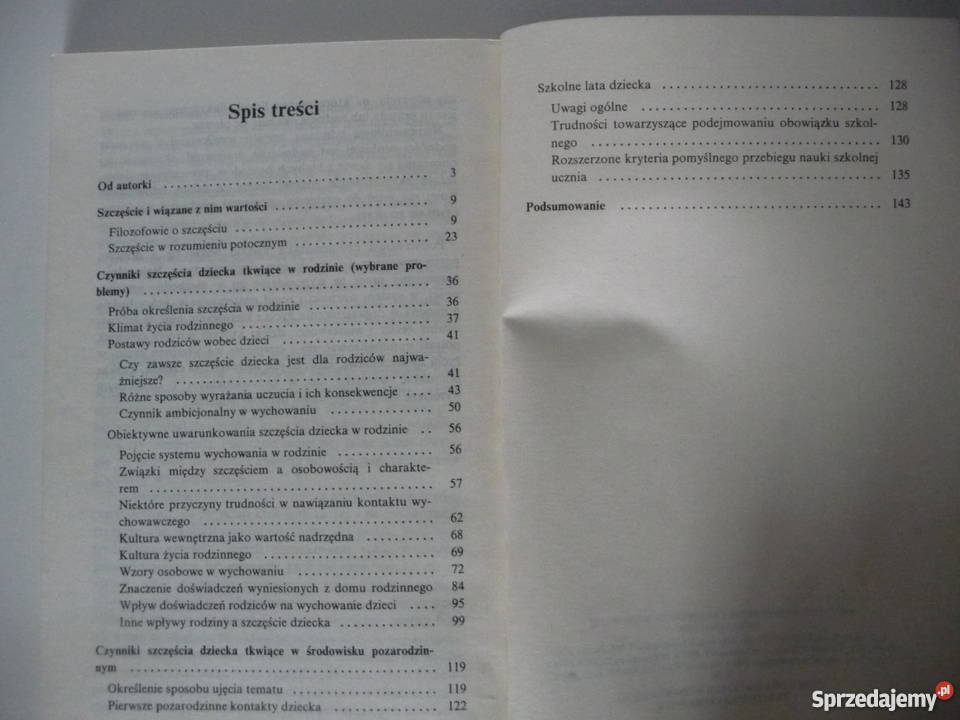 Spis treści
Od autorki .............................. 3
Szczęście i wiązane z nim wartości .............................. 9
Filozofowie o szczęściu .............................. 9
Szczęście w rozumieniu potocznym .............................. 23
Czynniki szczęścia dziecka tkwiące w rodzinie (wybrane pro-
blemy) .............................. 36
Próba określenia szczęścia w rodzinie .............................. 36
Klimat życia rodzinnego .............................. 37
Postawy rodziców wobec dzieci .............................. 41
Czy zawsze szczęście dziecka jest dla rodziców najwa-
żniejsze? .............................. 41
Różne sposoby wyrażania uczucia i ich konsekwencje .... 43
Czynnik ambicjonalny w wychowaniu .............................. 50
Obiektywne uwarunkowania szczęścia dziecka w rodzinie .. 56
Pojęcie systemu wychowania w rodzinie .............................. 56
Związki między szczęściem a osobowością i charakte-
rem .............................. 57
Niektóre przyczyny trudności w nawiązaniu kontaktu wy-
chowawczego .............................. 62
Kultura wewnętrzna jako wartość nadrzędna .......... 68
Kultura życia rodzinnego .............................. 69
Wzory osobowe w wychowaniu .............................. 72
Znaczenie doświadczeń wyniesionych z domu rodzinnego 84
Wpływ doświadczeń rodziców na wychowanie dzieci .... 95
Inne wpływy rodziny a szczęście dziecka .............. 99
Czynniki szczęścia dziecka tkwiące w środowisku pozarodzin-
nym .............................. 119
Określenie sposobu ujęcia tematu .............................. 119
Pierwsze pozarodzinne kontakty dziecka .............. 122
Szkolne lata dziecka .............................. 128
Uwagi ogólne .............................. 128
Trudności towarzyszące podejmowaniu obowiązku szkol-
nego .............................. 130
Rozszerzone kryteria pomyślnego przebiegu nauki szkolnej
ucznia .............................. 135
Podsumowanie .............................. 143
Sprzedajemy.pl